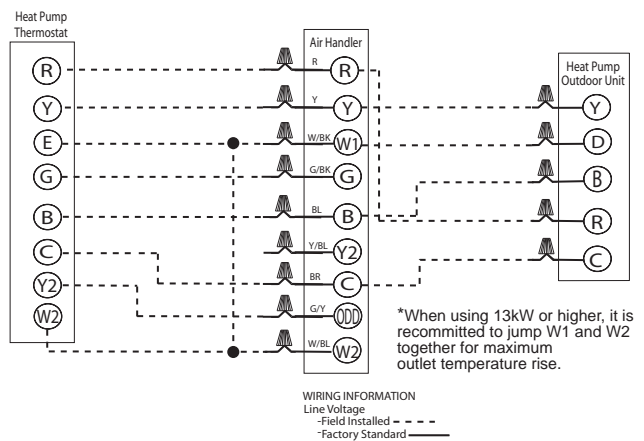 Heat Pump
Thermostat
R
Y
E
G
B
C
Y2
W2
Air Handler
R
R
Y
Y
W/BK
W1
G/BK
G
BL
B
Y/BL
Y2
BR
C
G/Y
ODD
W/BL
W2
Heat Pump
Outdoor Unit
Y
D
B
R
C
*When using 13kW or higher, it is
recommitted to jump W1 and W2
together for maximum
outlet temperature rise.
WIRING INFORMATION
Line Voltage
-Field Installed
-Factory Standard